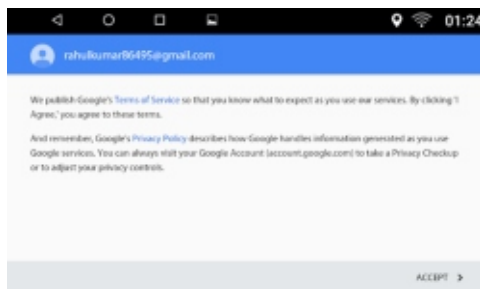 01:24
rahulkumar86495@gmail.com
We publish Google's Terms of Service so that you know what to expect as you use our services. By clicking 'I
Agree,' you agree to these terms.
And remember, Google's Privacy Policy describes how Google handles information generated as you use
Google services. You can always visit your Google Account (account.google.com) to take a Privacy Checkup
or to adjust your privacy controls.
ACCEPT